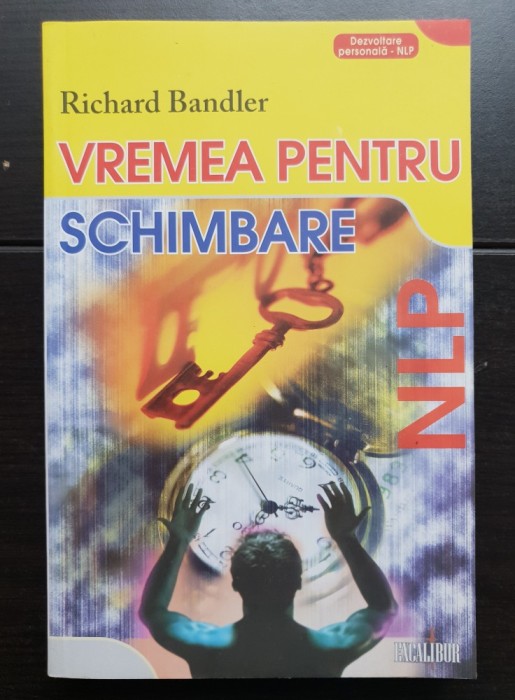 Dezvoltare
personală - NLP
Richard Bandler
VREMEA PENTRU
SCHIMBARE
NLP
EXCALIBUR